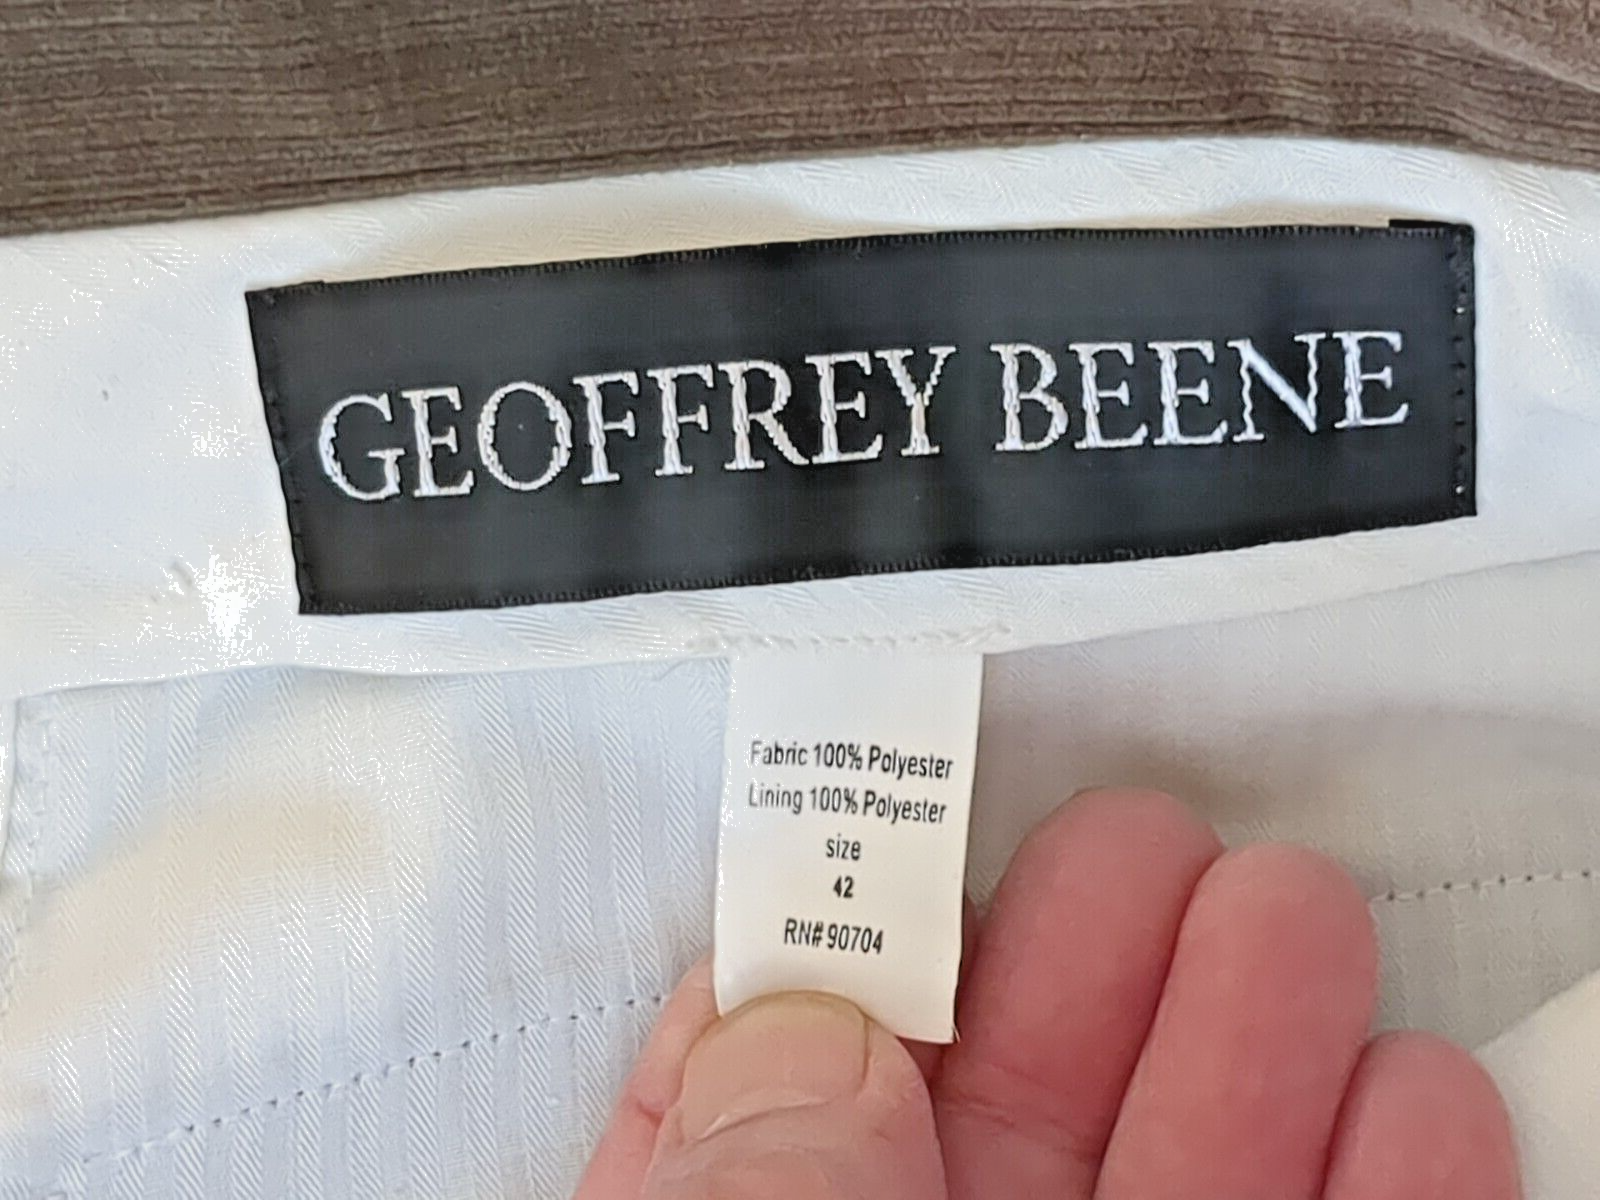 GEOFFREY BEENE
Fabric 100% Polyester
Lining 100% Polyester
size
42
RN# 90704